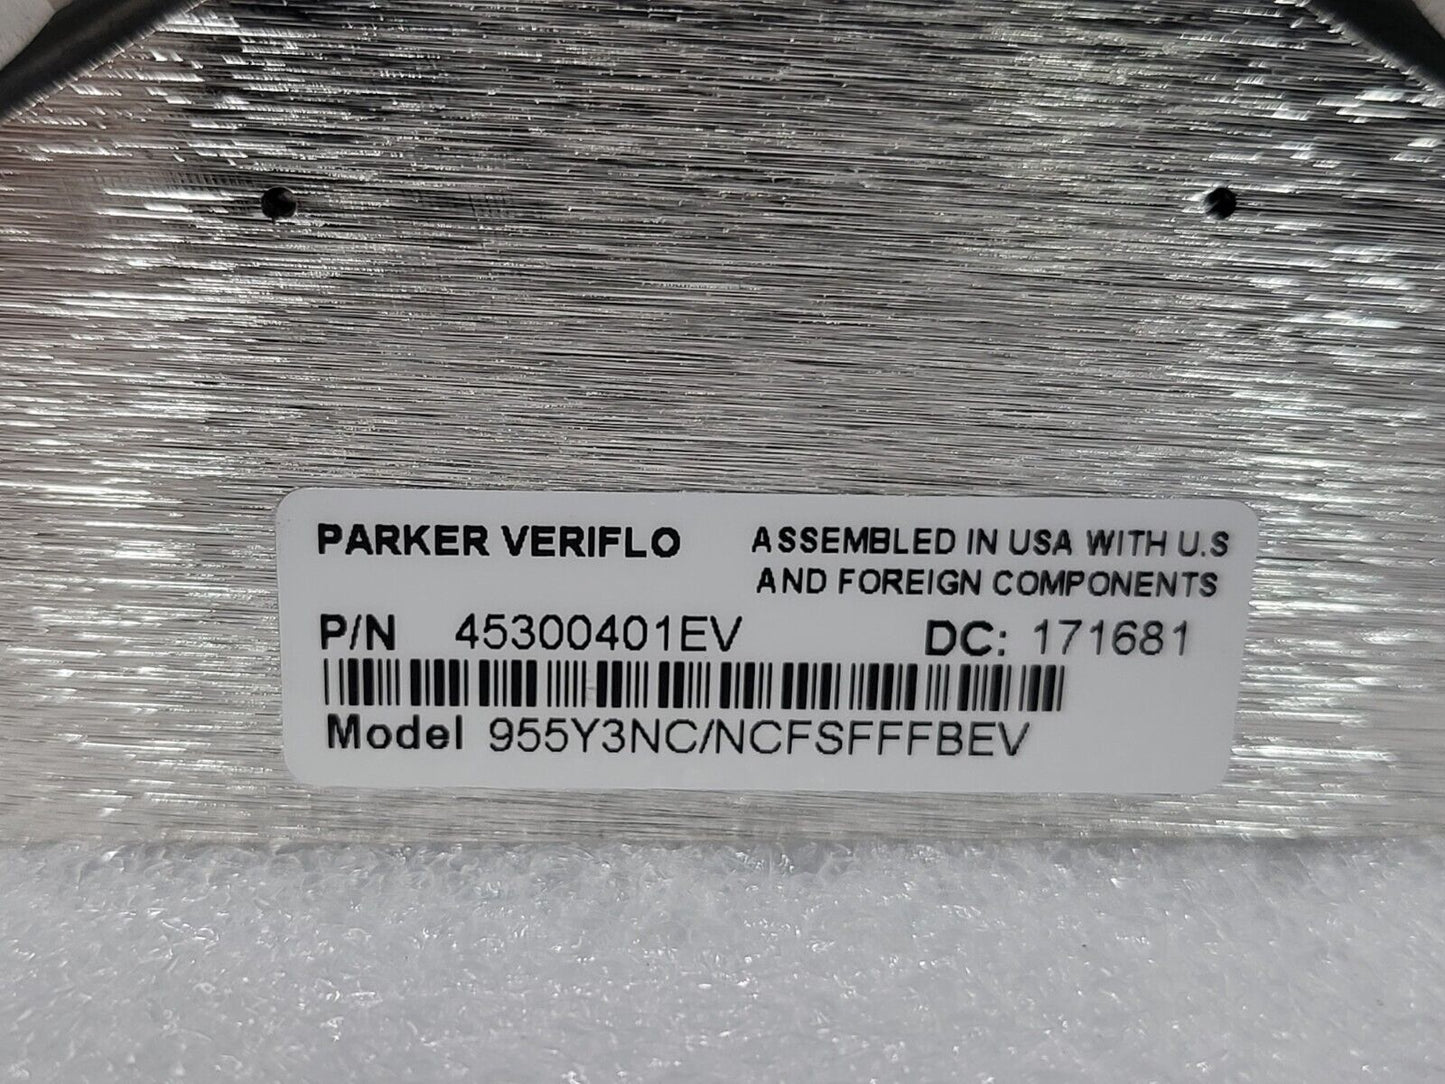 PARKER VERIFLO
ASSEMBLED IN USA WITH U.S
AND FOREIGN COMPONENTS
P/N 45300401EV DC: 171681
Model 955Y3NC/NCFSFFFBEV